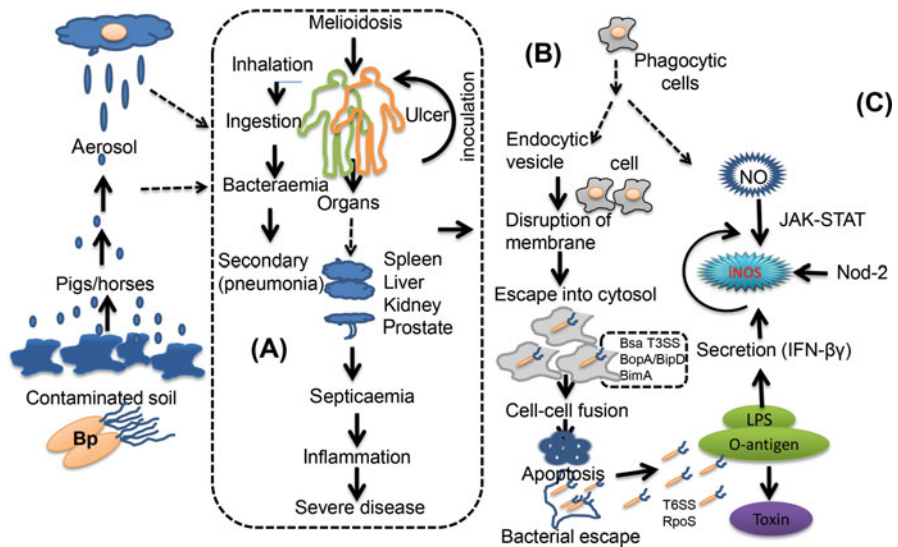 Aerosol
Pigs/horses
Contaminated soil
Bp
Melioidosis
Inhalation
Ingestion
Ulcer
inoculation
Bacteraemia
Organs
Secondary
(pneumonia)
Spleen
Liver
Kidney
Prostate
(A)
Septicaemia
Inflammation
Severe disease
(B)
Phagocytic
cells
Endocytic
vesicle
cell
Disruption of
membrane
Escape into cytosol
Bsa T3SS
BopA/BipD
BimA
Cell-cell fusion
Apoptosis
Bacterial escape
T6SS
RpoS
(C)
NO
JAK-STAT
iNOS
Nod-2
Secretion (IFN-βγ)
LPS
O-antigen
Toxin